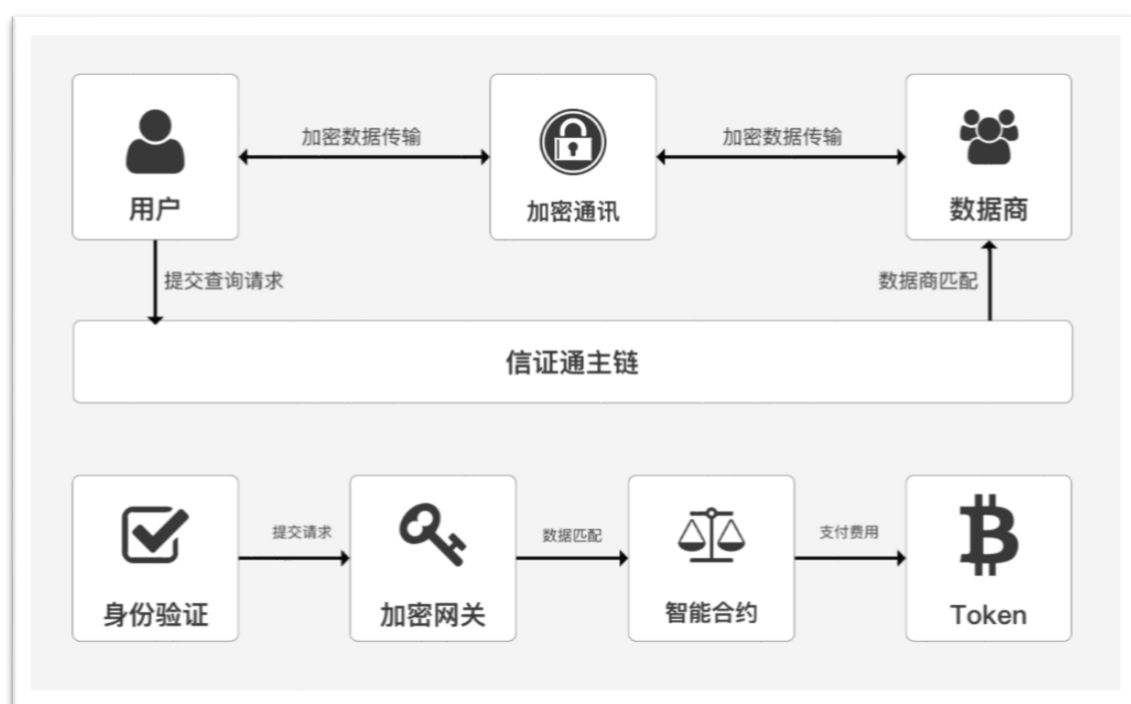 加密数据传输
加密数据传输
用户
加密通讯
数据商
提交查询请求
数据商匹配
信证通主链
提交请求
数据匹配
支付费用
身份验证
加密网关
智能合约
Token